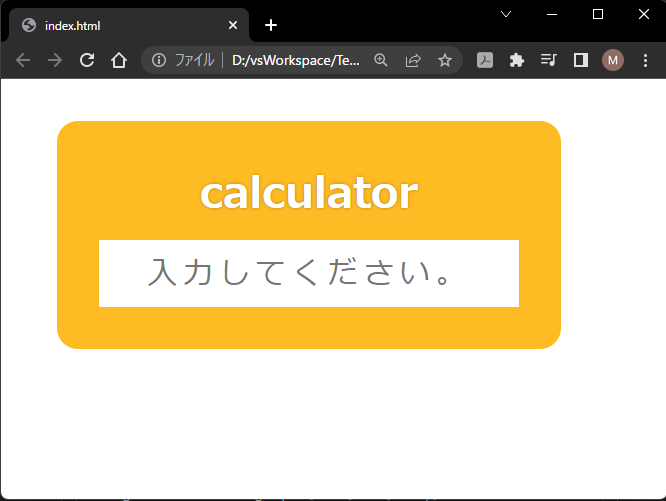 index.html
ファイル
D:/vsWorkspace/Te...
M
calculator
入力してください。